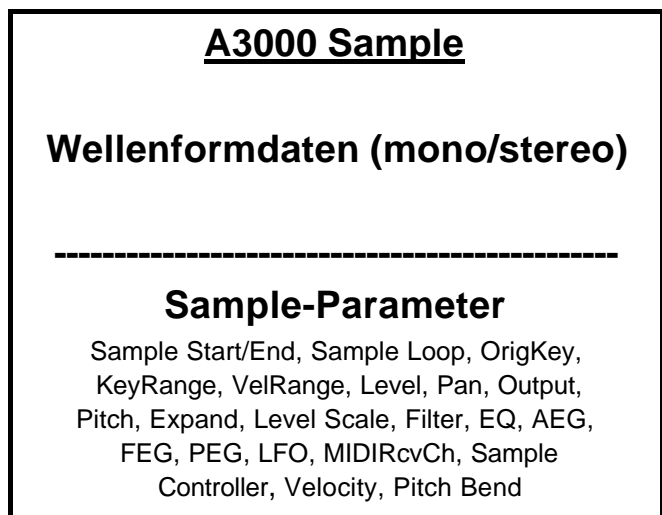 A3000 Sample
Wellenformdaten (mono/stereo)
-----------------------------------------------
Sample-Parameter
Sample Start/End, Sample Loop, OrigKey,
KeyRange, VelRange, Level, Pan, Output,
Pitch, Expand, Level Scale, Filter, EQ, AEG,
FEG, PEG, LFO, MIDIRcvCh, Sample
Controller, Velocity, Pitch Bend